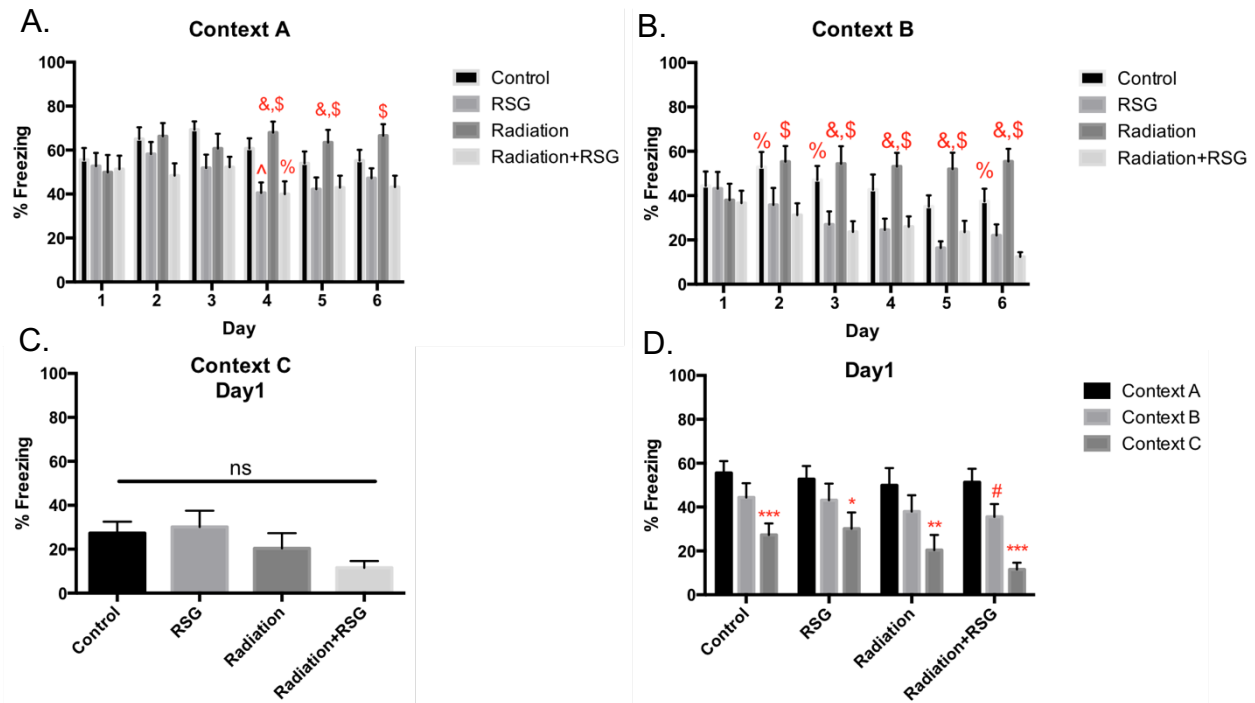 A.
Context A
% Freezing
100
80
60
40
20
0
&,$
&,$
$
^
%
1 2 3 4 5 6
Day
Control
RSG
Radiation
Radiation+RSG
B.
Context B
% Freezing
100
80
60
40
20
0
%
$
%
&,$
&,$
&,$
%
&,$
1 2 3 4 5 6
Day
Control
RSG
Radiation
Radiation+RSG
C.
Context C
Day1
% Freezing
100
80
60
40
20
0
ns
Control
RSG
Radiation
Radiation+RSG
D.
Day1
% Freezing
100
80
60
40
20
0
***
*
**
#
***
Control
RSG
Radiation
Radiation+RSG
Context A
Context B
Context C